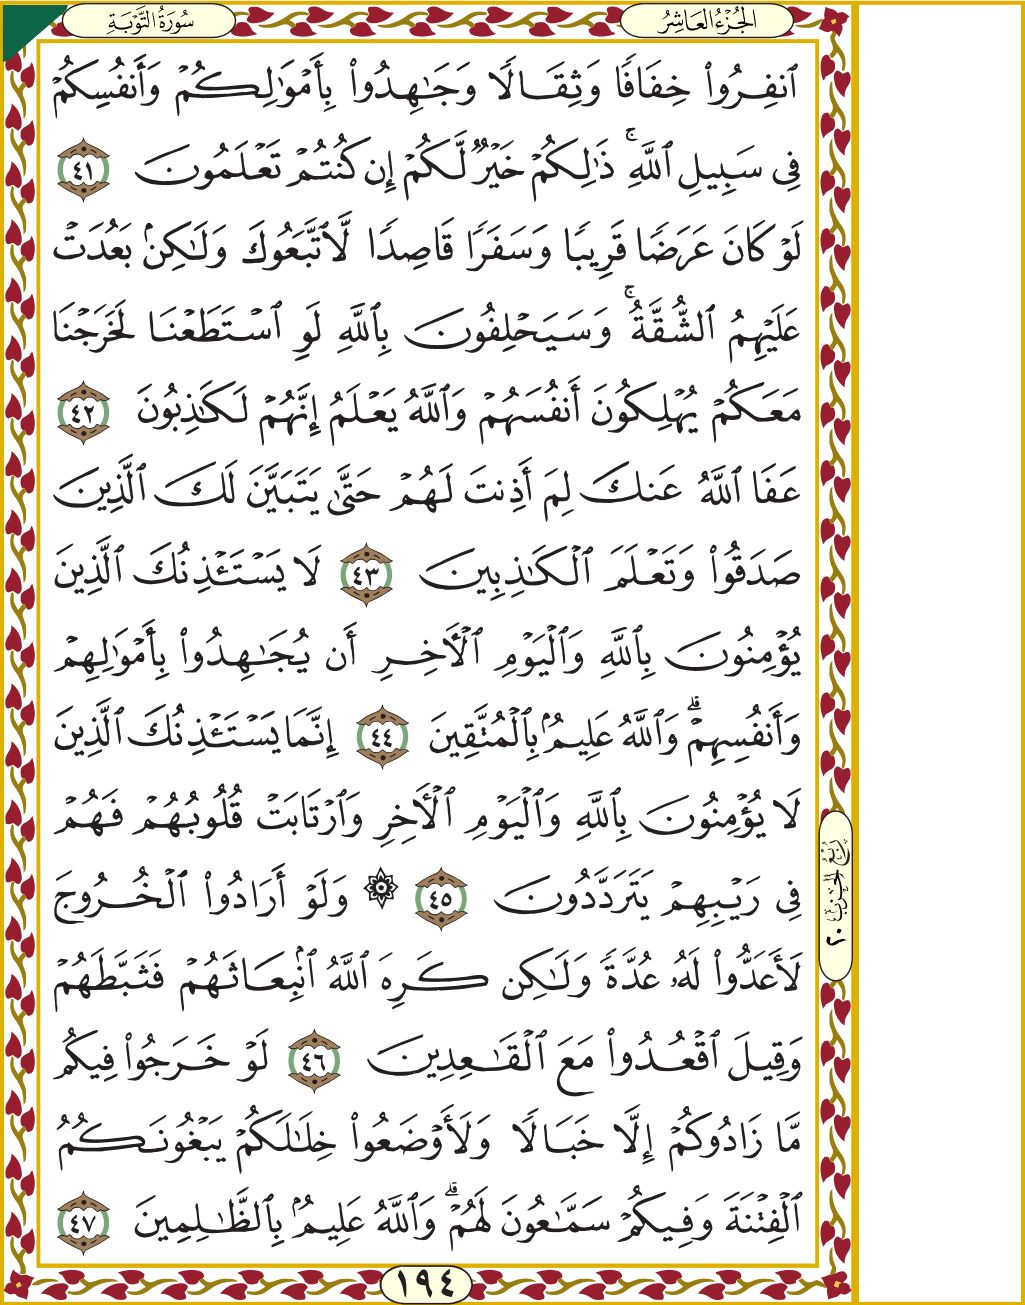 سُورَةُ التَّوْبَةِ
الجُزْءُ العَاشِرُ
ٱنفِرُوا۟ خِفَافًا وَثِقَالًا وَجَـٰهِدُوا۟ بِأَمْوَٰلِكُمْ وَأَنفُسِكُمْ
فِى سَبِيلِ ٱللَّهِ ۚ ذَٰلِكُمْ خَيْرٌ لَّكُمْ إِن كُنتُمْ تَعْلَمُونَ ٤١
لَوْ كَانَ عَرَضًا قَرِيبًا وَسَفَرًا قَاصِدًا لَّٱتَّبَعُوكَ وَلَـٰكِنۢ بَعُدَتْ
عَلَيْهِمُ ٱلشُّقَّةُ ۚ وَسَيَحْلِفُونَ بِٱللَّهِ لَوِ ٱسْتَطَعْنَا لَخَرَجْنَا
مَعَكُمْ يُهْلِكُونَ أَنفُسَهُمْ وَٱللَّهُ يَعْلَمُ إِنَّهُمْ لَكَـٰذِبُونَ ٤٢
عَفَا ٱللَّهُ عَنكَ لِمَ أَذِنتَ لَهُمْ حَتَّىٰ يَتَبَيَّنَ لَكَ ٱلَّذِينَ
صَدَقُوا۟ وَتَعْلَمَ ٱلْكَـٰذِبِينَ ٤٣ لَا يَسْتَـْٔذِنُكَ ٱلَّذِينَ
يُؤْمِنُونَ بِٱللَّهِ وَٱلْيَوْمِ ٱلْـَٔاخِرِ أَن يُجَـٰهِدُوا۟ بِأَمْوَٰلِهِمْ
وَأَنفُسِهِمْ ۗ وَٱللَّهُ عَلِيمٌۢ بِٱلْمُتَّقِينَ ٤٤ إِنَّمَا يَسْتَـْٔذِنُكَ ٱلَّذِينَ
لَا يُؤْمِنُونَ بِٱللَّهِ وَٱلْيَوْمِ ٱلْـَٔاخِرِ وَٱرْتَابَتْ قُلُوبُهُمْ فَهُمْ
فِى رَيْبِهِمْ يَتَرَدَّدُونَ ٤٥ ۞ وَلَوْ أَرَادُوا۟ ٱلْخُرُوجَ
لَأَعَدُّوا۟ لَهُۥ عُدَّةً وَلَـٰكِن كَرِهَ ٱللَّهُ ٱنۢبِعَاثَهُمْ فَثَبَّطَهُمْ
وَقِيلَ ٱقْعُدُوا۟ مَعَ ٱلْقَـٰعِدِينَ ٤٦ لَوْ خَرَجُوا۟ فِيكُم
مَّا زَادُوكُمْ إِلَّا خَبَالًا وَلَأَوْضَعُوا۟ خِلَـٰلَكُمْ يَبْغُونَكُمُ
ٱلْفِتْنَةَ وَفِيكُمْ سَمَّـٰعُونَ لَهُمْ ۗ وَٱللَّهُ عَلِيمٌۢ بِٱلظَّـٰلِمِينَ ٤٧
رُبْعُ الحِزْبِ ٢٠
١٩٤